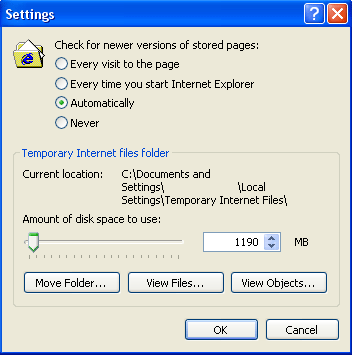 Settings
Check for newer versions of stored pages:
Every visit to the page
Every time you start Internet Explorer
Automatically
Never
Temporary Internet files folder
Current location: C:\Documents and
Settings\ \Local
Settings\Temporary Internet Files\
Amount of disk space to use:
1190 MB
Move Folder... View Files... View Objects...
OK Cancel